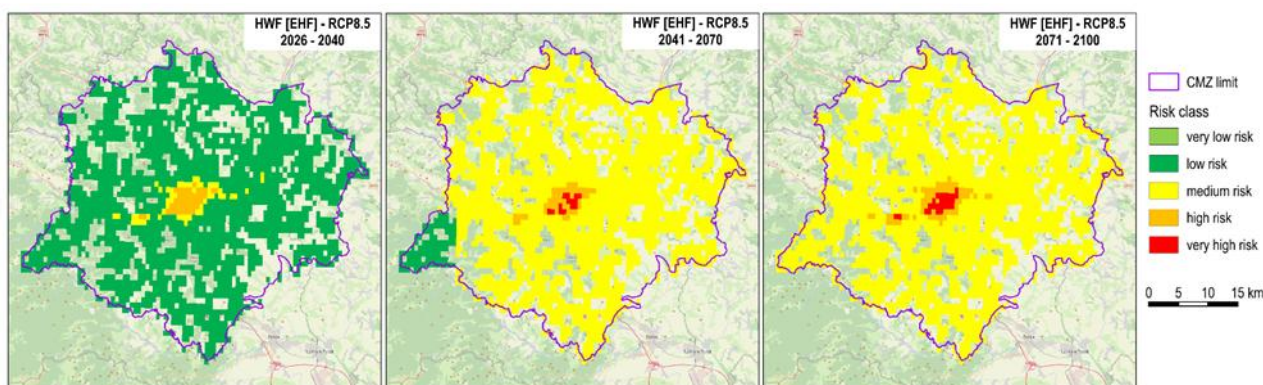 HWF [EHF] - RCP8.5
2026 - 2040
HWF [EHF] - RCP8.5
2041 - 2070
HWF [EHF] - RCP8.5
2071 - 2100
CMZ limit
Risk class
very low risk
low risk
medium risk
high risk
very high risk
0 5 10 15 km